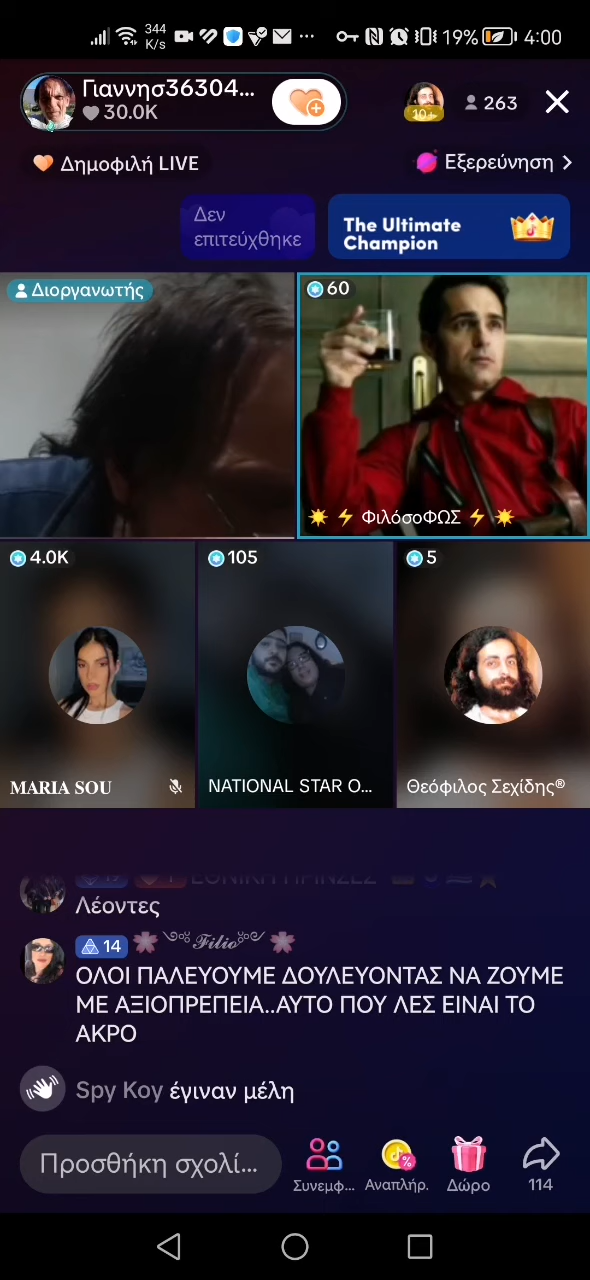 344 K/s 19% 4:00
Γιαννησ36304...
30.0K
10+
263
Δημοφιλή LIVE
Εξερεύνηση
Δεν
επιτεύχθηκε
The Ultimate
Champion
Διοργανωτής
60
ΦιλόσοΦΩΣ
4.0K
105
5
MARIA SOU
NATIONAL STAR O...
Θεόφιλος Σεχίδης®
Λέοντες
14 Filio
ΟΛΟΙ ΠΑΛΕΥΟΥΜΕ ΔΟΥΛΕΥΟΝΤΑΣ ΝΑ ΖΟΥΜΕ
ΜΕ ΑΞΙΟΠΡΕΠΕΙΑ..ΑΥΤΟ ΠΟΥ ΛΕΣ ΕΙΝΑΙ ΤΟ
ΑΚΡΟ
Spy Koy έγιναν μέλη
Προσθήκη σχολί...
Συνεμφ...
Αναπλήρ.
Δώρο
114